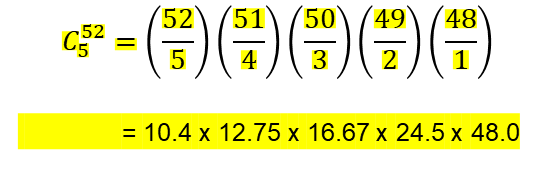 C₅⁵² = (52/5) (51/4) (50/3) (49/2) (48/1)
= 10.4 x 12.75 x 16.67 x 24.5 x 48.0